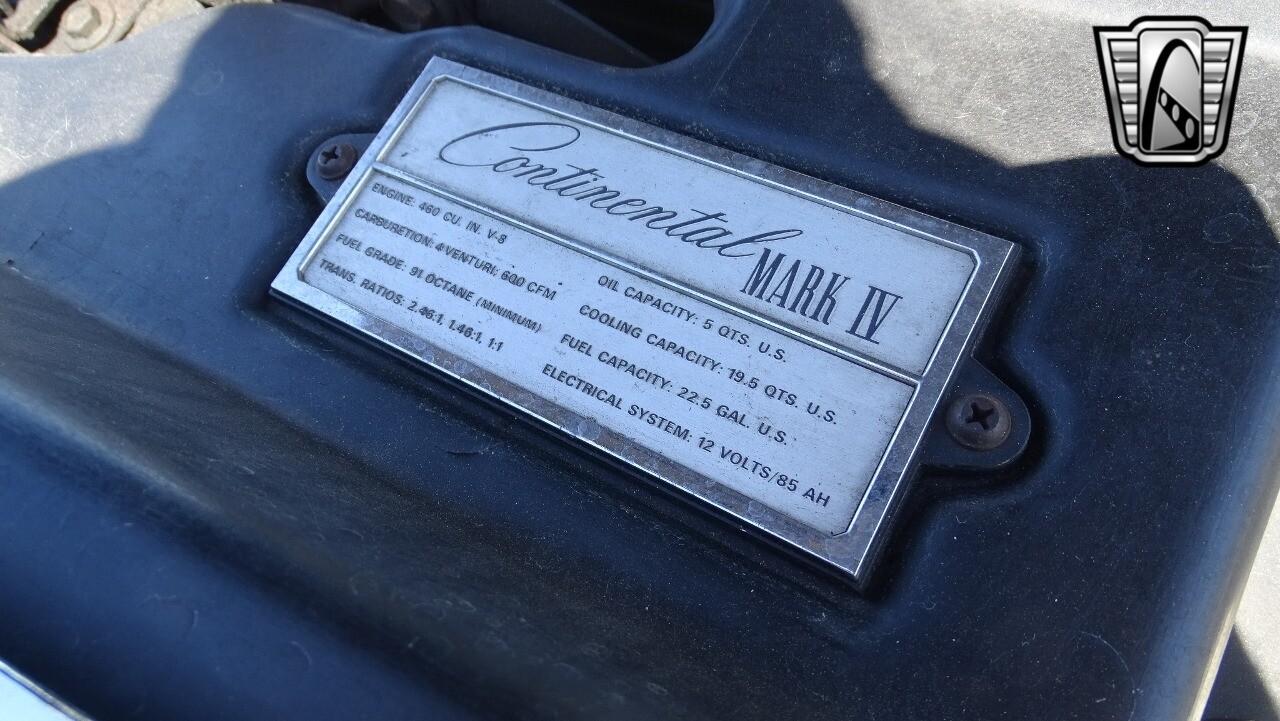 Continental
MARK IV
ENGINE: 460 CU. IN. V-8
CARBURETION: 4-VENTURI; 600 CFM
FUEL GRADE: 91 OCTANE (MINIMUM)
TRANS. RATIOS: 2.46:1, 1.46:1, 1:1
OIL CAPACITY: 5 QTS. U.S.
COOLING CAPACITY: 19.5 QTS. U.S.
FUEL CAPACITY: 22.5 GAL. U.S.
ELECTRICAL SYSTEM: 12 VOLTS/85 AH